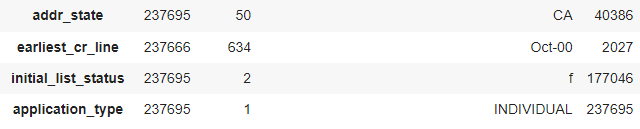 addr_state 237695 50 CA 40386
earliest_cr_line 237666 634 Oct-00 2027
initial_list_status 237695 2 f 177046
application_type 237695 1 INDIVIDUAL 237695